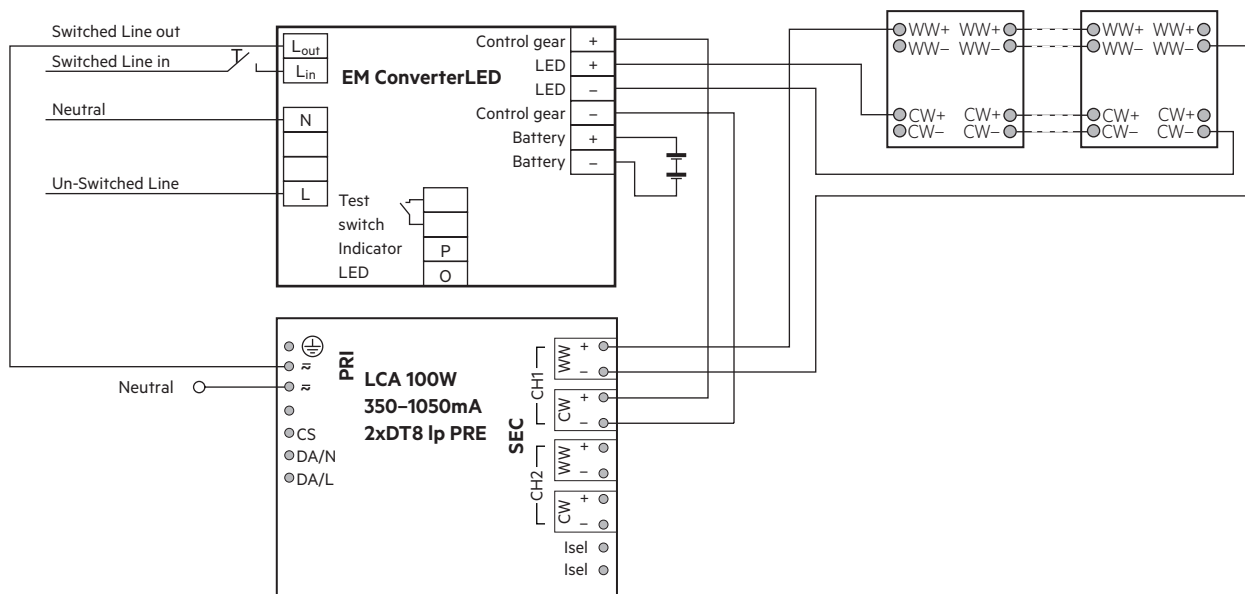 Switched Line out
Switched Line in
Neutral
Un-Switched Line
Lout
Lin
N
L
EM ConverterLED
Control gear +
LED +
LED –
Control gear –
Battery +
Battery –
Test
switch
Indicator P
LED O
WW+ WW+ WW+ WW+
WW– WW– WW– WW–
CW+ CW+ CW+ CW+
CW– CW– CW– CW–
Neutral
PRI
CS
DA/N
DA/L
LCA 100W
350–1050mA
2xDT8 lp PRE
SEC
CH1
WW + –
CW + –
CH2
WW + –
CW + –
Isel
Isel